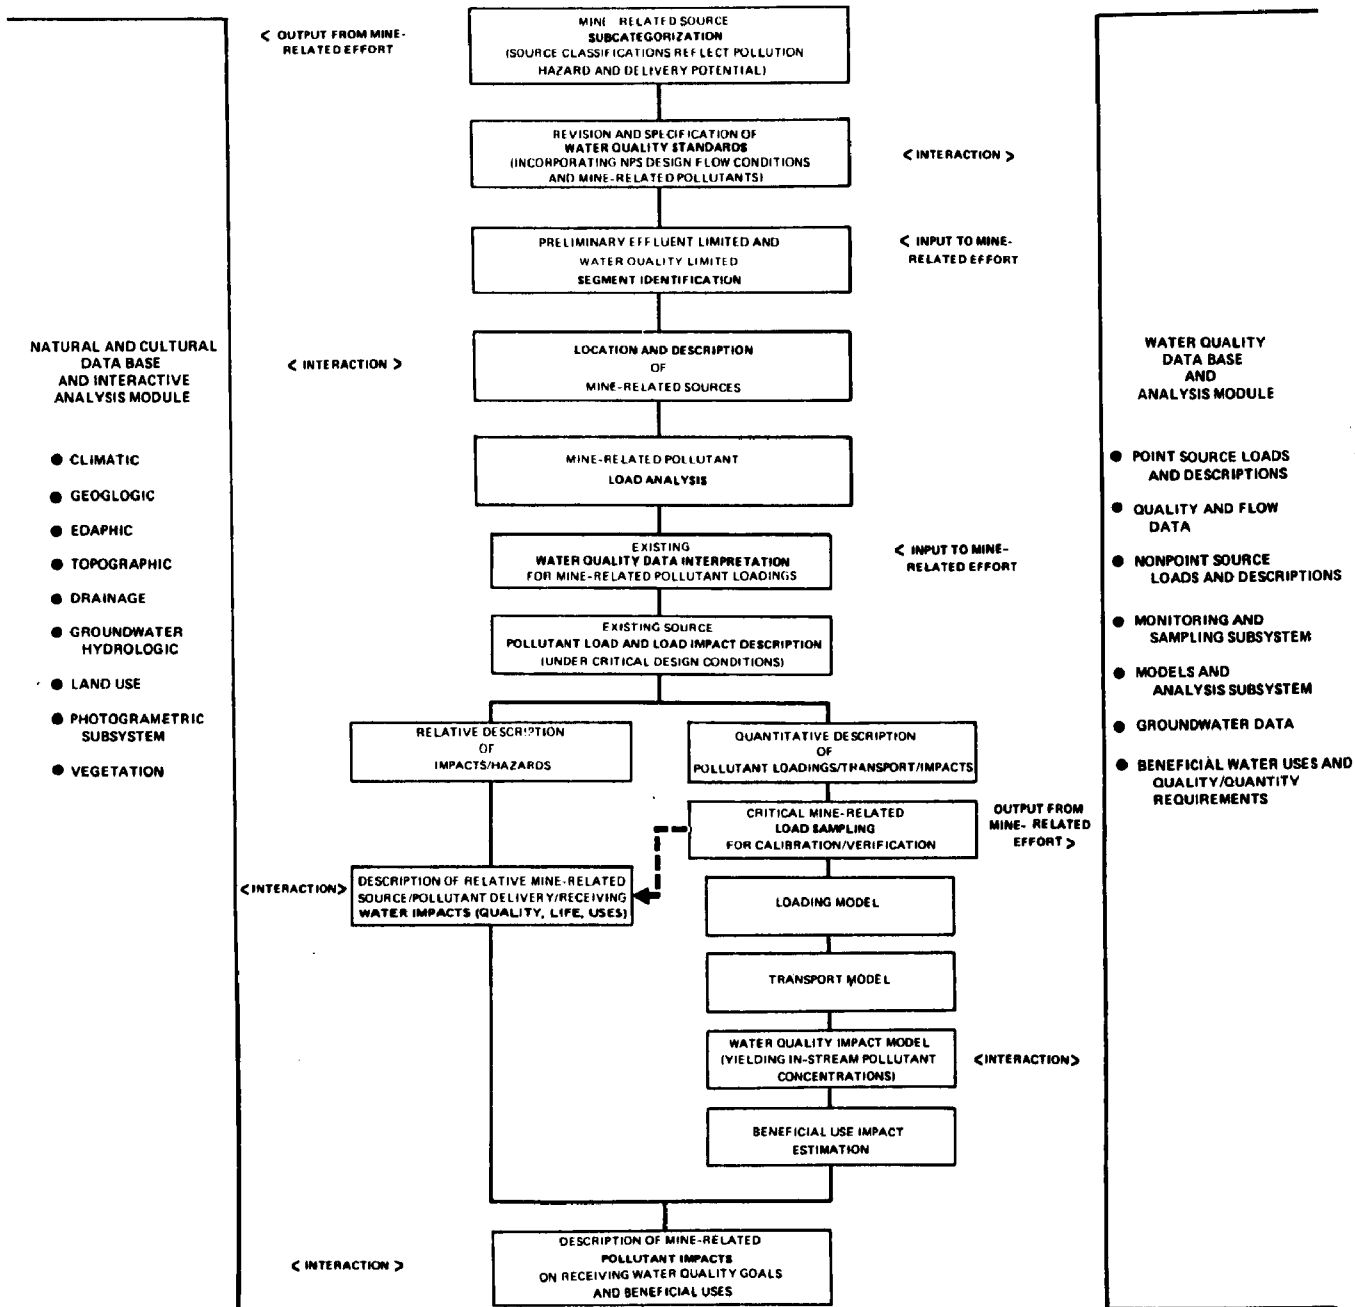 MINE-RELATED SOURCE
SUBCATEGORIZATION
(SOURCE CLASSIFICATIONS REFLECT POLLUTION
HAZARD AND DELIVERY POTENTIAL)
< OUTPUT FROM MINE-
RELATED EFFORT
REVISION AND SPECIFICATION OF
WATER QUALITY STANDARDS
(INCORPORATING NPS DESIGN FLOW CONDITIONS
AND MINE-RELATED POLLUTANTS)
< INTERACTION >
PRELIMINARY EFFLUENT LIMITED AND
WATER QUALITY LIMITED
SEGMENT IDENTIFICATION
< INPUT TO MINE-
RELATED EFFORT
LOCATION AND DESCRIPTION
OF
MINE-RELATED SOURCES
< INTERACTION >
MINE-RELATED POLLUTANT
LOAD ANALYSIS
EXISTING
WATER QUALITY DATA INTERPRETATION
FOR MINE-RELATED POLLUTANT LOADINGS
< INPUT TO MINE-
RELATED EFFORT
EXISTING SOURCE
POLLUTANT LOAD AND LOAD IMPACT DESCRIPTION
(UNDER CRITICAL DESIGN CONDITIONS)
RELATIVE DESCRIPTION
OF
IMPACTS/HAZARDS
QUANTITATIVE DESCRIPTION
OF
POLLUTANT LOADINGS/TRANSPORT/IMPACTS
CRITICAL MINE-RELATED
LOAD SAMPLING
FOR CALIBRATION/VERIFICATION
OUTPUT FROM
MINE- RELATED
EFFORT >
<INTERACTION>
DESCRIPTION OF RELATIVE MINE-RELATED
SOURCE/POLLUTANT DELIVERY/RECEIVING
WATER IMPACTS (QUALITY, LIFE, USES)
LOADING MODEL
TRANSPORT MODEL
WATER QUALITY IMPACT MODEL
(YIELDING IN-STREAM POLLUTANT
CONCENTRATIONS)
<INTERACTION>
BENEFICIAL USE IMPACT
ESTIMATION
DESCRIPTION OF MINE-RELATED
POLLUTANT IMPACTS
ON RECEIVING WATER QUALITY GOALS
AND BENEFICIAL USES
< INTERACTION >
NATURAL AND CULTURAL
DATA BASE
AND INTERACTIVE
ANALYSIS MODULE
● CLIMATIC
● GEOGLOGIC
● EDAPHIC
● TOPOGRAPHIC
● DRAINAGE
● GROUNDWATER
HYDROLOGIC
● LAND USE
● PHOTOGRAMETRIC
SUBSYSTEM
● VEGETATION
WATER QUALITY
DATA BASE
AND
ANALYSIS MODULE
● POINT SOURCE LOADS
AND DESCRIPTIONS
● QUALITY AND FLOW
DATA
● NONPOINT SOURCE
LOADS AND DESCRIPTIONS
● MONITORING AND
SAMPLING SUBSYSTEM
● MODELS AND
ANALYSIS SUBSYSTEM
● GROUNDWATER DATA
● BENEFICIAL WATER USES AND
QUALITY/QUANTITY
REQUIREMENTS